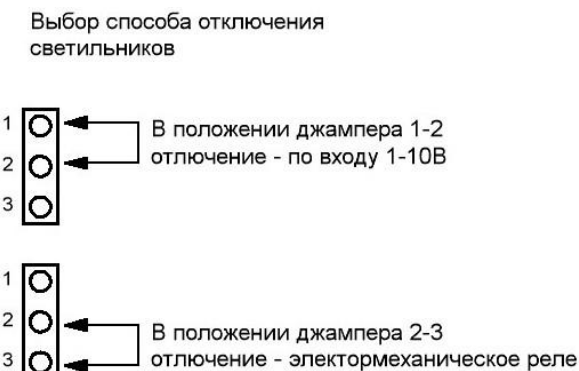 Выбор способа отключения
светильников
1
В положении джампера 1-2
2
отлючение - по входу 1-10В
3
1
2
В положении джампера 2-3
3
отлючение - электормеханическое реле